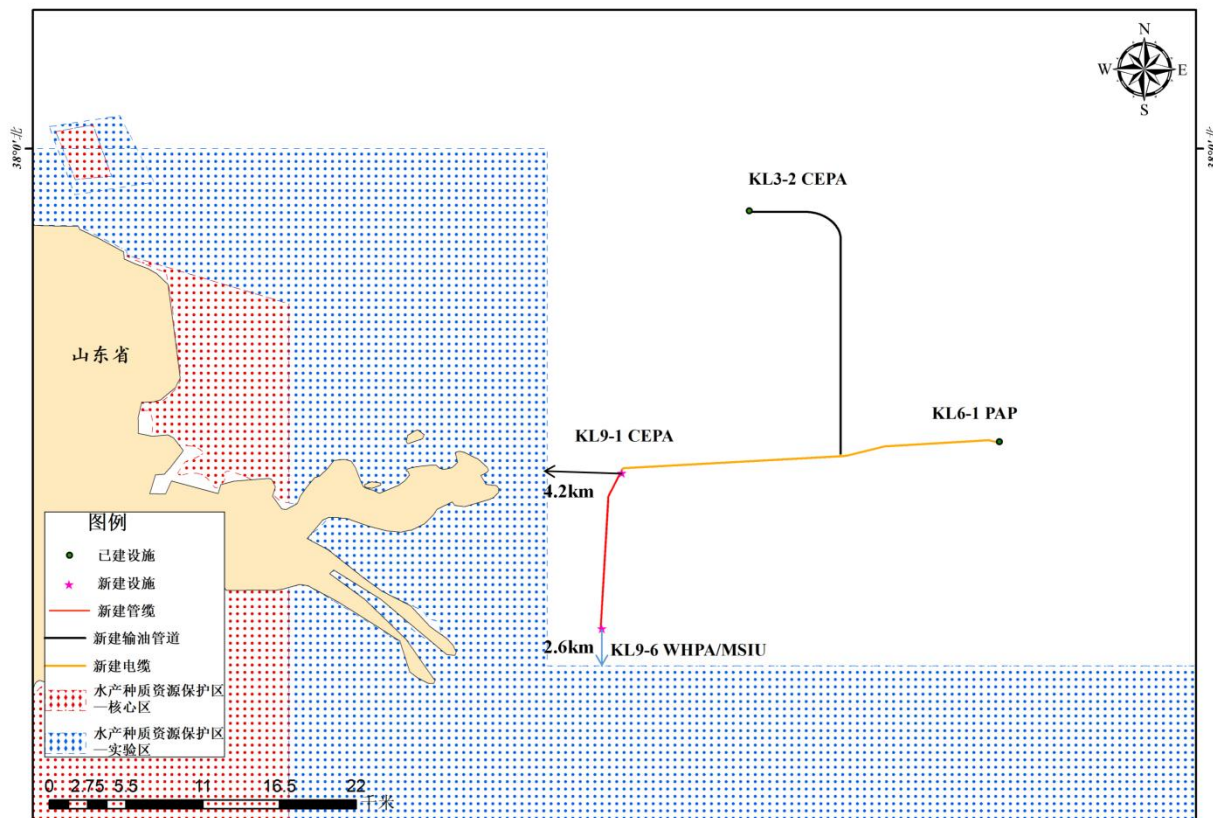 N
W
E
S
38°0'北
38°0'北
KL3-2 CEPA
山东省
KL6-1 PAP
KL9-1 CEPA
4.2km
图例
已建设施
新建设施
新建管缆
新建输油管道
新建电缆
水产种质资源保护区
—核心区
水产种质资源保护区
—实验区
2.6km
KL9-6 WHPA/MSIU
0 2.75 5.5 11 16.5 22
千米